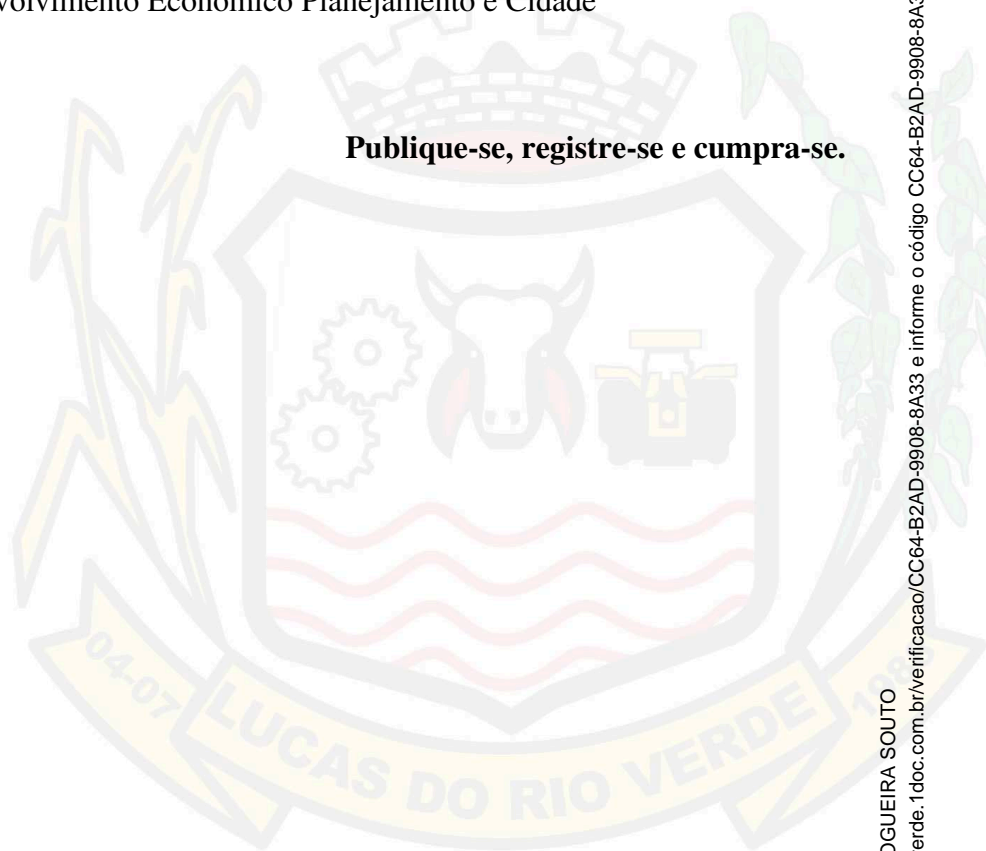 volvimento Econômico Planejamento e Cidade
Publique-se, registre-se e cumpra-se.
04-07
LUCAS DO RIO VERDE
1988
OGUEIRA SOUTO
erde.1doc.com.br/verificacao/CC64-B2AD-9908-8A33 e informe o código CC64-B2AD-9908-8A3